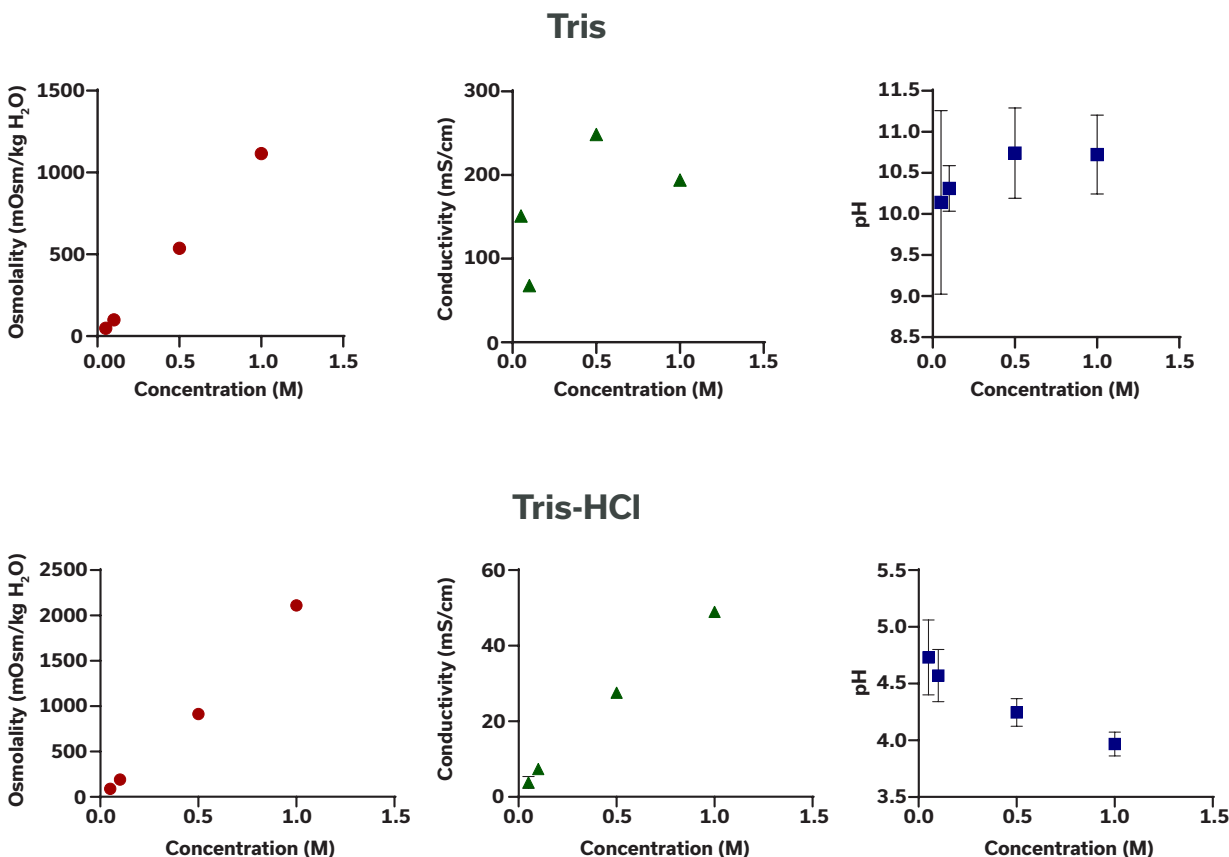 Tris
Osmolality (mOsm/kg H₂O)
1500
1000
500
0
0.00 0.5 1.0 1.5
Concentration (M)
Conductivity (mS/cm)
300
200
100
0
0.0 0.5 1.0 1.5
Concentration (M)
pH
11.5
11.0
10.5
10.0
9.5
9.0
8.5
0.0 0.5 1.0 1.5
Concentration (M)
Tris-HCl
Osmolality (mOsm/kg H₂O)
2500
2000
1500
1000
500
0
0.0 0.5 1.0 1.5
Concentration (M)
Conductivity (mS/cm)
60
40
20
0
0.0 0.5 1.0 1.5
Concentration (M)
pH
5.5
5.0
4.5
4.0
3.5
0.0 0.5 1.0 1.5
Concentration (M)